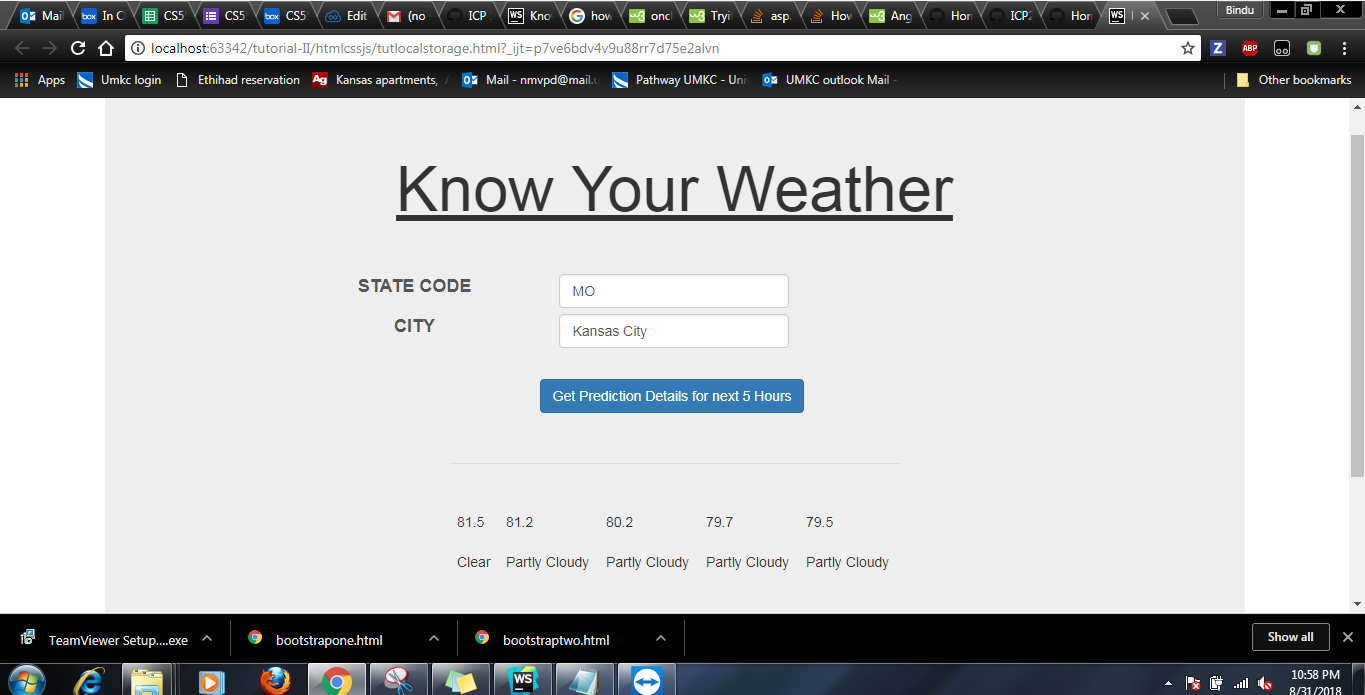 Mail In C CS5 CS5 CS5 Edit (no ICP Kno how onc Tryi asp. How Ang Hon ICP2 Hon Bindu
localhost:63342/tutorial-II/htmlcssjs/tutlocalstorage.html?_ijt=p7ve6bdv4v9u88rr7d75e2alvn
Apps Umkc login Ethihad reservation Kansas apartments, Mail - nmvpd@mail.u Pathway UMKC - Uni UMKC outlook Mail - Other bookmarks
Know Your Weather
STATE CODE MO
CITY Kansas City
Get Prediction Details for next 5 Hours
81.5 81.2 80.2 79.7 79.5
Clear Partly Cloudy Partly Cloudy Partly Cloudy Partly Cloudy
TeamViewer Setup....exe bootstrapone.html bootstraptwo.html Show all
10:58 PM
8/31/2018